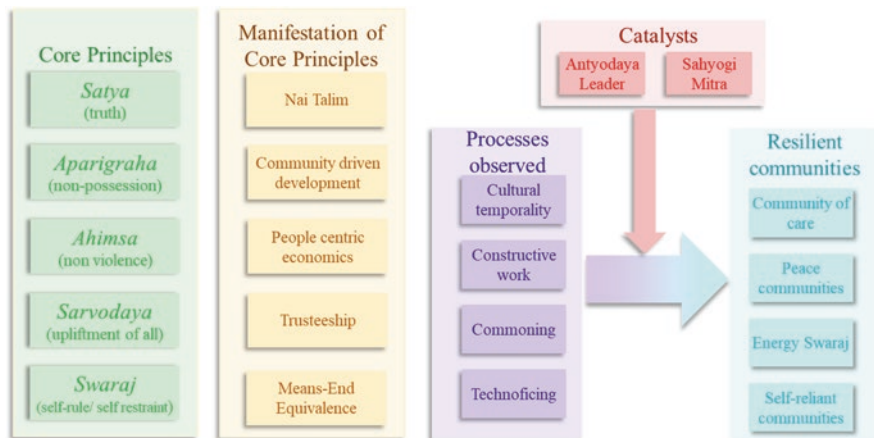 Core Principles
Satya
(truth)
Aparigraha
(non-possession)
Ahimsa
(non violence)
Sarvodaya
(upliftment of all)
Swaraj
(self-rule/ self restraint)
Manifestation of
Core Principles
Nai Talim
Community driven
development
People centric
economics
Trusteeship
Means-End
Equivalence
Processes
observed
Cultural
temporality
Constructive
work
Commoning
Technoficing
Catalysts
Antyodaya
Leader
Sahyogi
Mitra
Resilient
communities
Community
of care
Peace
communities
Energy Swaraj
Self-reliant
communities